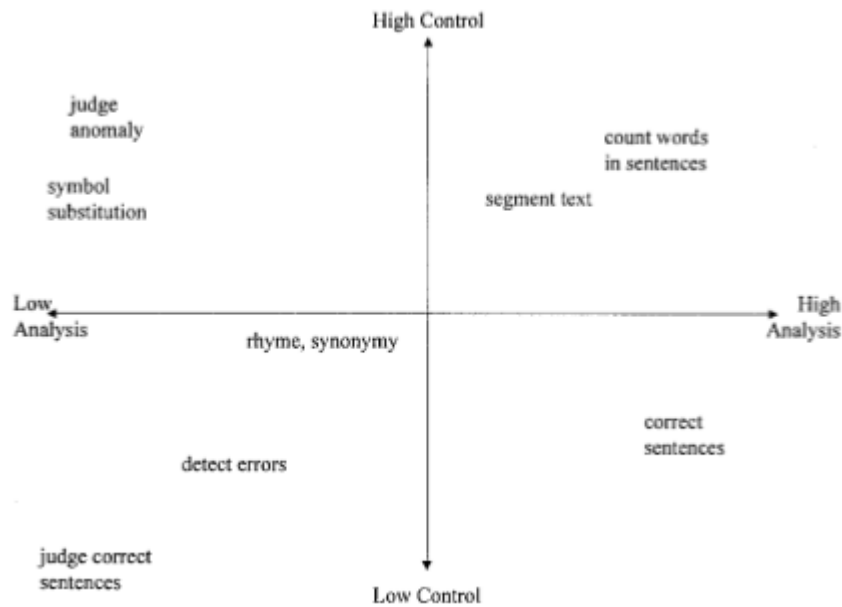 High Control
judge
anomaly
count words
in sentences
symbol
substitution
segment text
Low
Analysis
High
Analysis
rhyme, synonymy
correct
sentences
detect errors
judge correct
sentences
Low Control